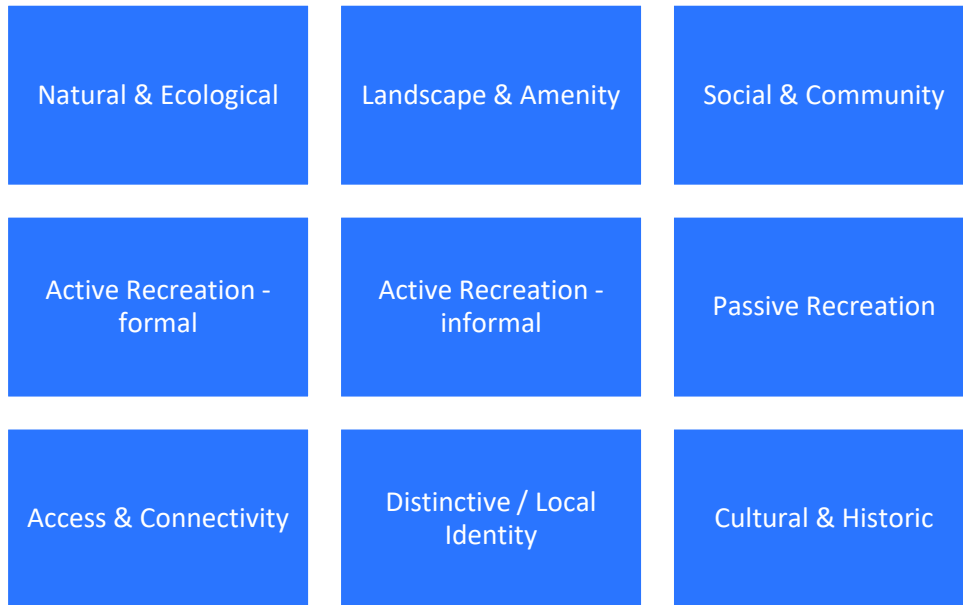 Natural & Ecological
Landscape & Amenity
Social & Community
Active Recreation -
formal
Active Recreation -
informal
Passive Recreation
Access & Connectivity
Distinctive / Local
Identity
Cultural & Historic